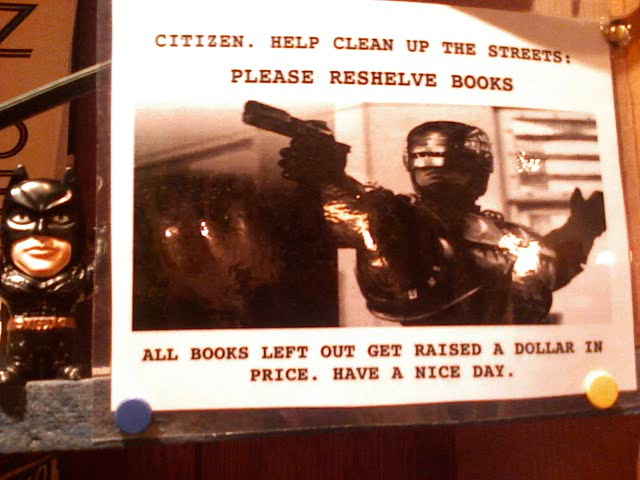 CITIZEN. HELP CLEAN UP THE STREETS:
PLEASE RESHELVE BOOKS
ALL BOOKS LEFT OUT GET RAISED A DOLLAR IN
PRICE. HAVE A NICE DAY.